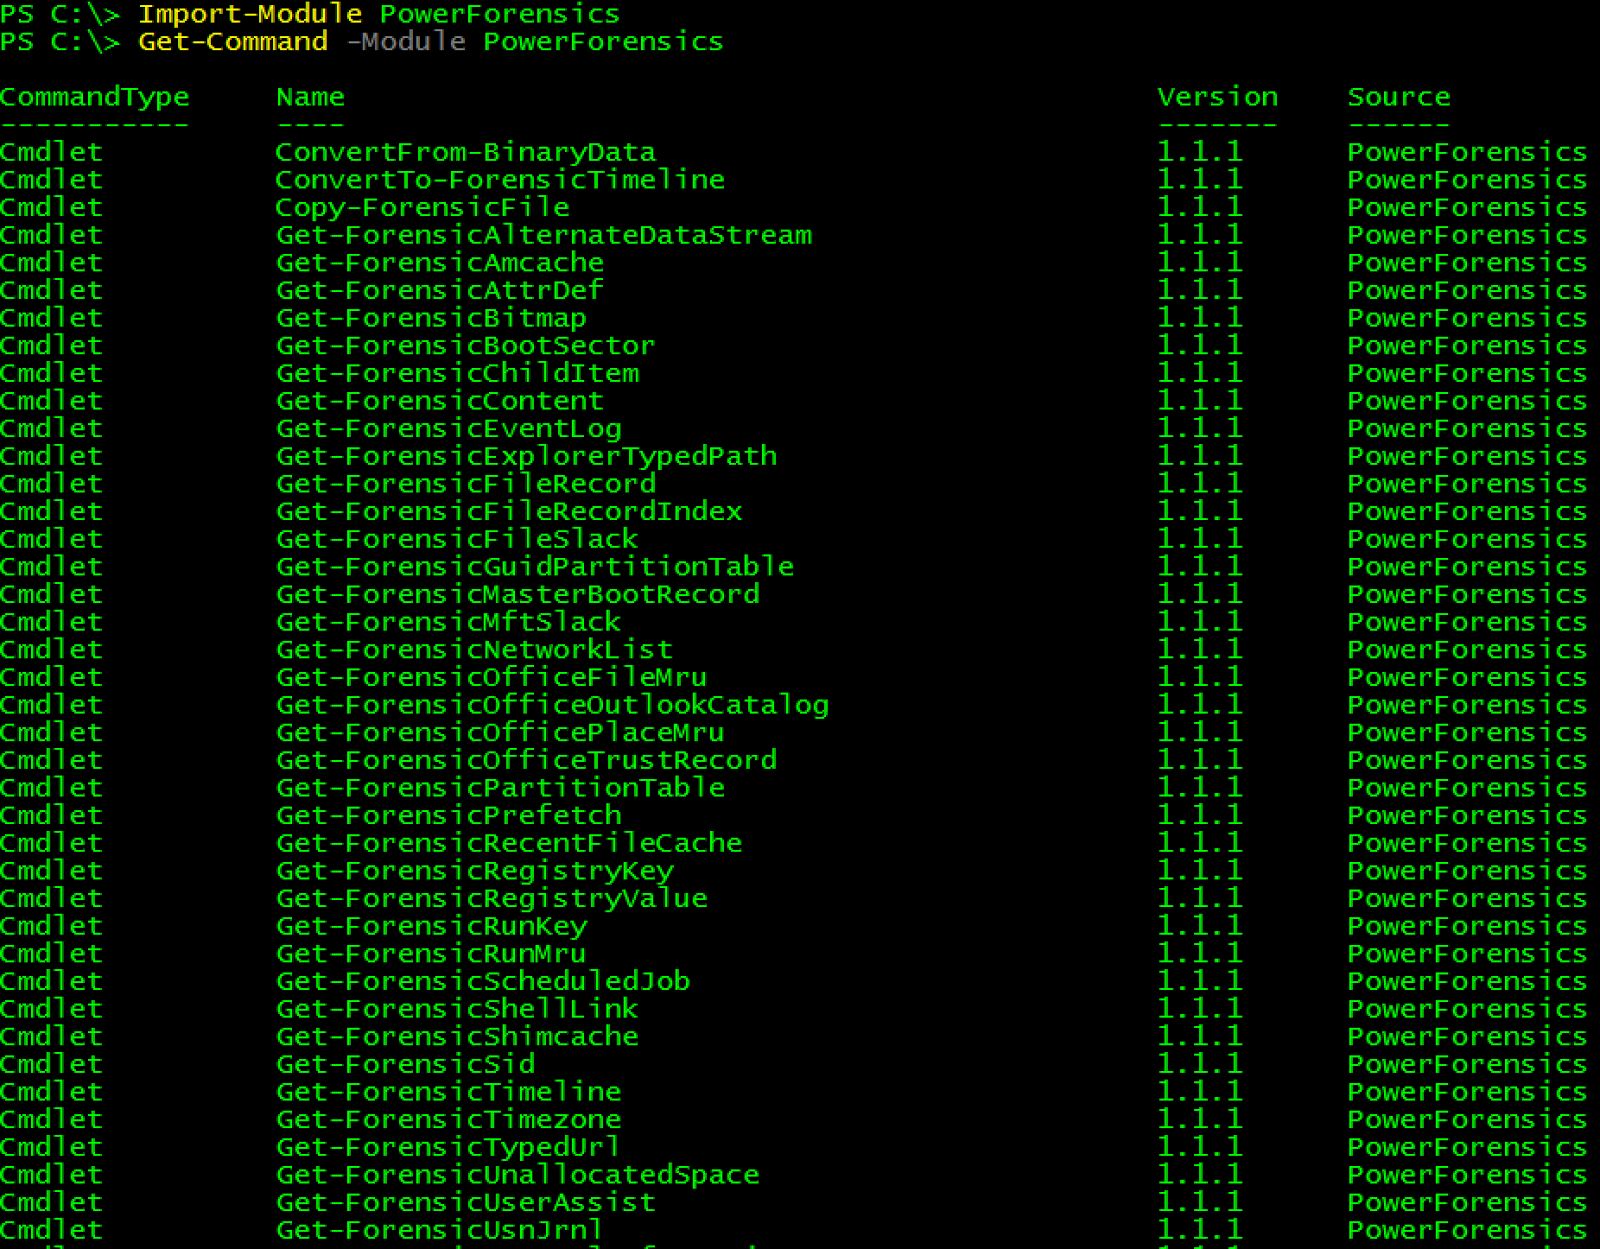 PS C:\> Import-Module PowerForensics
PS C:\> Get-Command -Module PowerForensics
CommandType Name Version Source
----------- ---- ------- ------
Cmdlet ConvertFrom-BinaryData 1.1.1 PowerForensics
Cmdlet ConvertTo-ForensicTimeline 1.1.1 PowerForensics
Cmdlet Copy-ForensicFile 1.1.1 PowerForensics
Cmdlet Get-ForensicAlternateDataStream 1.1.1 PowerForensics
Cmdlet Get-ForensicAmcache 1.1.1 PowerForensics
Cmdlet Get-ForensicAttrDef 1.1.1 PowerForensics
Cmdlet Get-ForensicBitmap 1.1.1 PowerForensics
Cmdlet Get-ForensicBootSector 1.1.1 PowerForensics
Cmdlet Get-ForensicChildItem 1.1.1 PowerForensics
Cmdlet Get-ForensicContent 1.1.1 PowerForensics
Cmdlet Get-ForensicEventLog 1.1.1 PowerForensics
Cmdlet Get-ForensicExplorerTypedPath 1.1.1 PowerForensics
Cmdlet Get-ForensicFileRecord 1.1.1 PowerForensics
Cmdlet Get-ForensicFileRecordIndex 1.1.1 PowerForensics
Cmdlet Get-ForensicFileSlack 1.1.1 PowerForensics
Cmdlet Get-ForensicGuidPartitionTable 1.1.1 PowerForensics
Cmdlet Get-ForensicMasterBootRecord 1.1.1 PowerForensics
Cmdlet Get-ForensicMftSlack 1.1.1 PowerForensics
Cmdlet Get-ForensicNetworkList 1.1.1 PowerForensics
Cmdlet Get-ForensicOfficeFileMru 1.1.1 PowerForensics
Cmdlet Get-ForensicOfficeOutlookCatalog 1.1.1 PowerForensics
Cmdlet Get-ForensicOfficePlaceMru 1.1.1 PowerForensics
Cmdlet Get-ForensicOfficeTrustRecord 1.1.1 PowerForensics
Cmdlet Get-ForensicPartitionTable 1.1.1 PowerForensics
Cmdlet Get-ForensicPrefetch 1.1.1 PowerForensics
Cmdlet Get-ForensicRecentFileCache 1.1.1 PowerForensics
Cmdlet Get-ForensicRegistryKey 1.1.1 PowerForensics
Cmdlet Get-ForensicRegistryValue 1.1.1 PowerForensics
Cmdlet Get-ForensicRunKey 1.1.1 PowerForensics
Cmdlet Get-ForensicRunMru 1.1.1 PowerForensics
Cmdlet Get-ForensicScheduledJob 1.1.1 PowerForensics
Cmdlet Get-ForensicShellLink 1.1.1 PowerForensics
Cmdlet Get-ForensicShimcache 1.1.1 PowerForensics
Cmdlet Get-ForensicSid 1.1.1 PowerForensics
Cmdlet Get-ForensicTimeline 1.1.1 PowerForensics
Cmdlet Get-ForensicTimezone 1.1.1 PowerForensics
Cmdlet Get-ForensicTypedUrl 1.1.1 PowerForensics
Cmdlet Get-ForensicUnallocatedSpace 1.1.1 PowerForensics
Cmdlet Get-ForensicUserAssist 1.1.1 PowerForensics
Cmdlet Get-ForensicUsnJrnl 1.1.1 PowerForensics